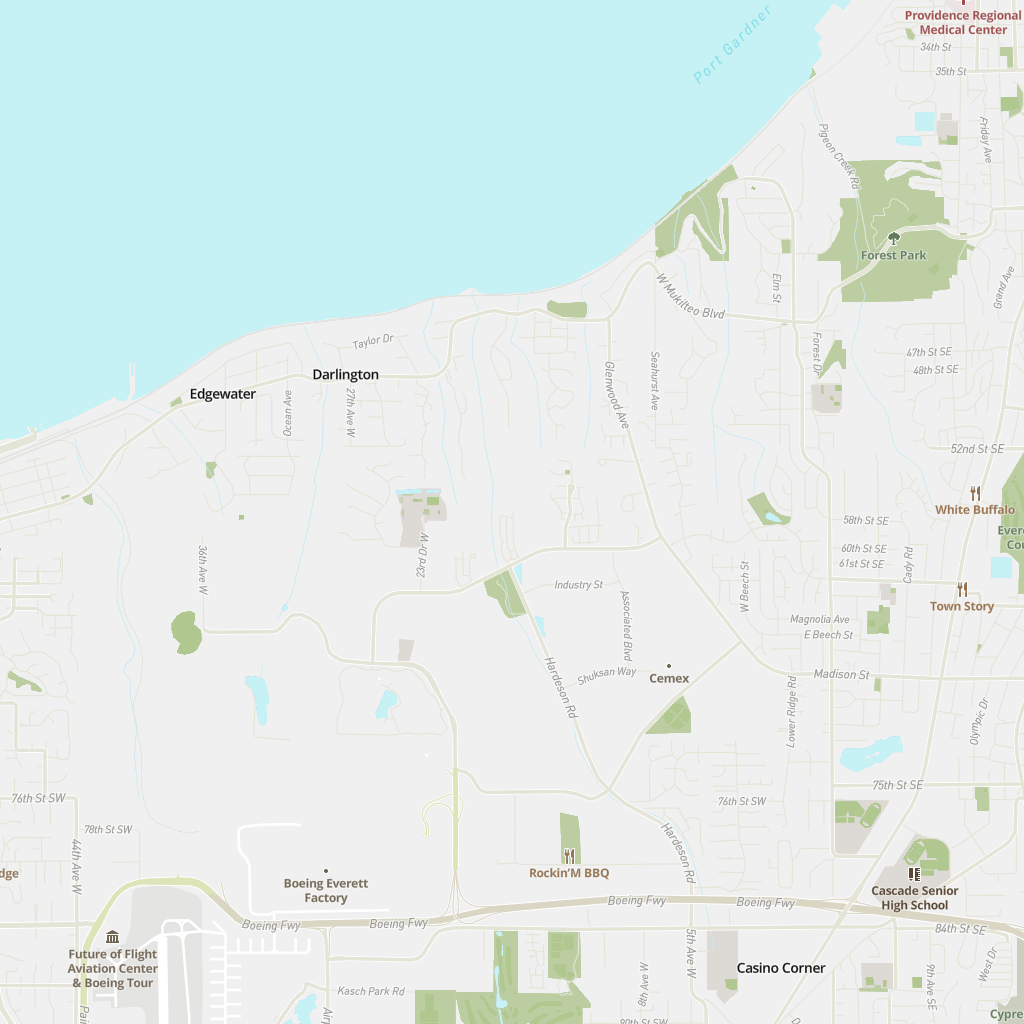 Providence Regional
Medical Center
Port Gardner
34th St
35th St
Friday Ave
Pigeon Creek Rd
Forest Park
Grand Ave
Elm St
W Mukilteo Blvd
Taylor Dr
Forest Dr
47th St SE
48th St SE
Darlington
Edgewater
Ocean Ave
27th Ave W
Glenwood Ave
Seahurst Ave
52nd St SE
White Buffalo
58th St SE
60th St SE
61st St SE
Cady Rd
36th Ave W
23rd Dr W
Industry St
Associated Blvd
W Beech St
Town Story
Magnolia Ave
E Beech St
Shuksan Way
Cemex
Madison St
Hardeson Rd
Lower Ridge Rd
Olympic Dr
75th St SE
76th St SW
76th St SW
78th St SW
44th Ave W
Hardeson Rd
Rockin'M BBQ
Boeing Everett
Factory
Cascade Senior
High School
Boeing Fwy
Boeing Fwy
Boeing Fwy
Boeing Fwy
84th St SE
Future of Flight
Aviation Center
& Boeing Tour
Kasch Park Rd
5th Ave W
8th Ave W
Casino Corner
9th Ave SE
West Dr